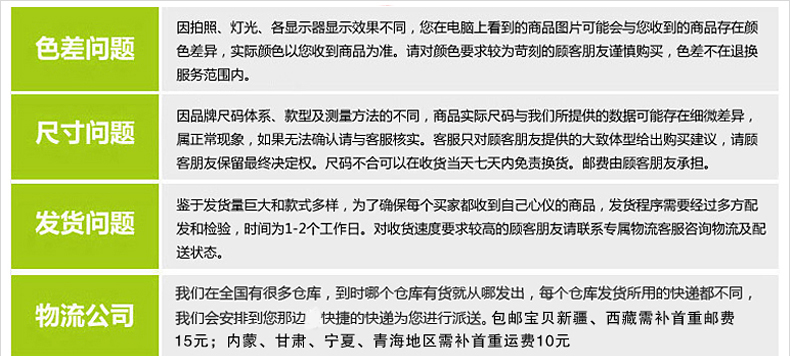 色差问题
因拍照、灯光、各显示器显示效果不同，您在电脑上看到的商品图片可能会与您收到的商品存在颜
色差异，实际颜色以您收到商品为准。请对颜色要求较为苛刻的顾客朋友谨慎购买，色差不在退换
服务范围内。
尺寸问题
因品牌尺码体系、款型及测量方法的不同，商品实际尺码与我们所提供的数据可能存在细微差异，
属正常现象，如果无法确认请与客服核实。客服只对顾客朋友提供的大致体型给出购买建议，请顾
客朋友保留最终决定权。尺码不合可以在收货当天七天内免责换货。邮费由顾客朋友承担。
发货问题
鉴于发货量巨大和款式多样，为了确保每个买家都收到自己心仪的商品，发货程序需要经过多方配
发和检验，时间为1-2个工作日。对收货速度要求较高的顾客朋友请联系专属物流客服咨询物流及配
送状态。
物流公司
我们在全国有很多仓库，到时哪个仓库有货就从哪发出，每个仓库发货所用的快递都不同，
我们会安排到您那边 快捷的快递为您进行派送。包邮宝贝新疆、西藏需补首重邮费
15元；内蒙、甘肃、宁夏、青海地区需补首重运费10元